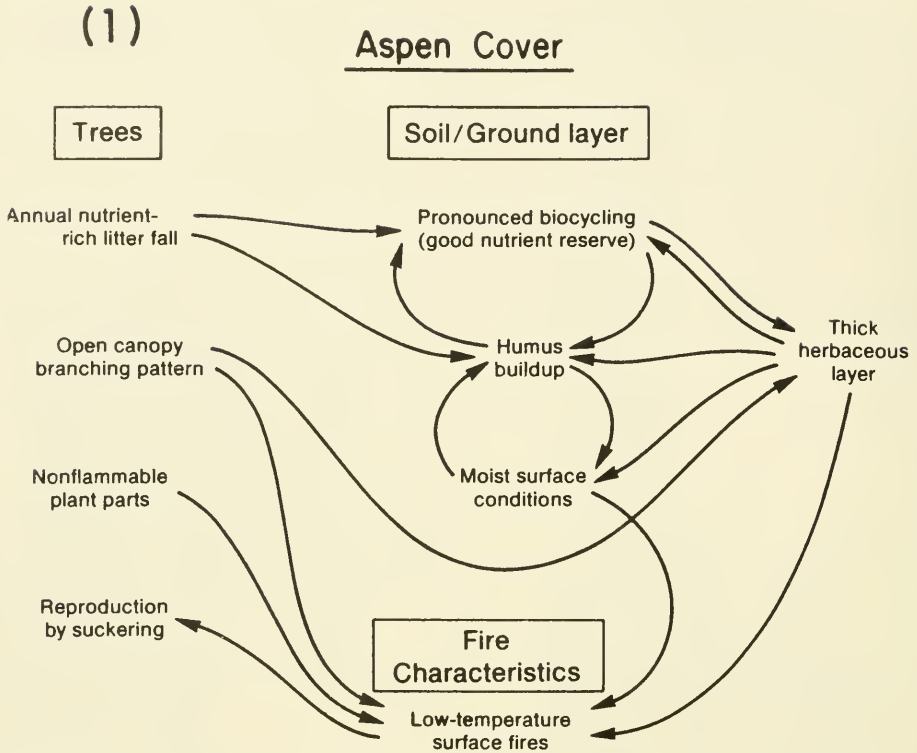 (1)
Aspen Cover
Trees
Soil/Ground layer
Annual nutrient-
rich litter fall
Pronounced biocycling
(good nutrient reserve)
Open canopy
branching pattern
Humus
buildup
Thick
herbaceous
layer
Nonflammable
plant parts
Moist surface
conditions
Reproduction
by suckering
Fire
Characteristics
Low-temperature
surface fires